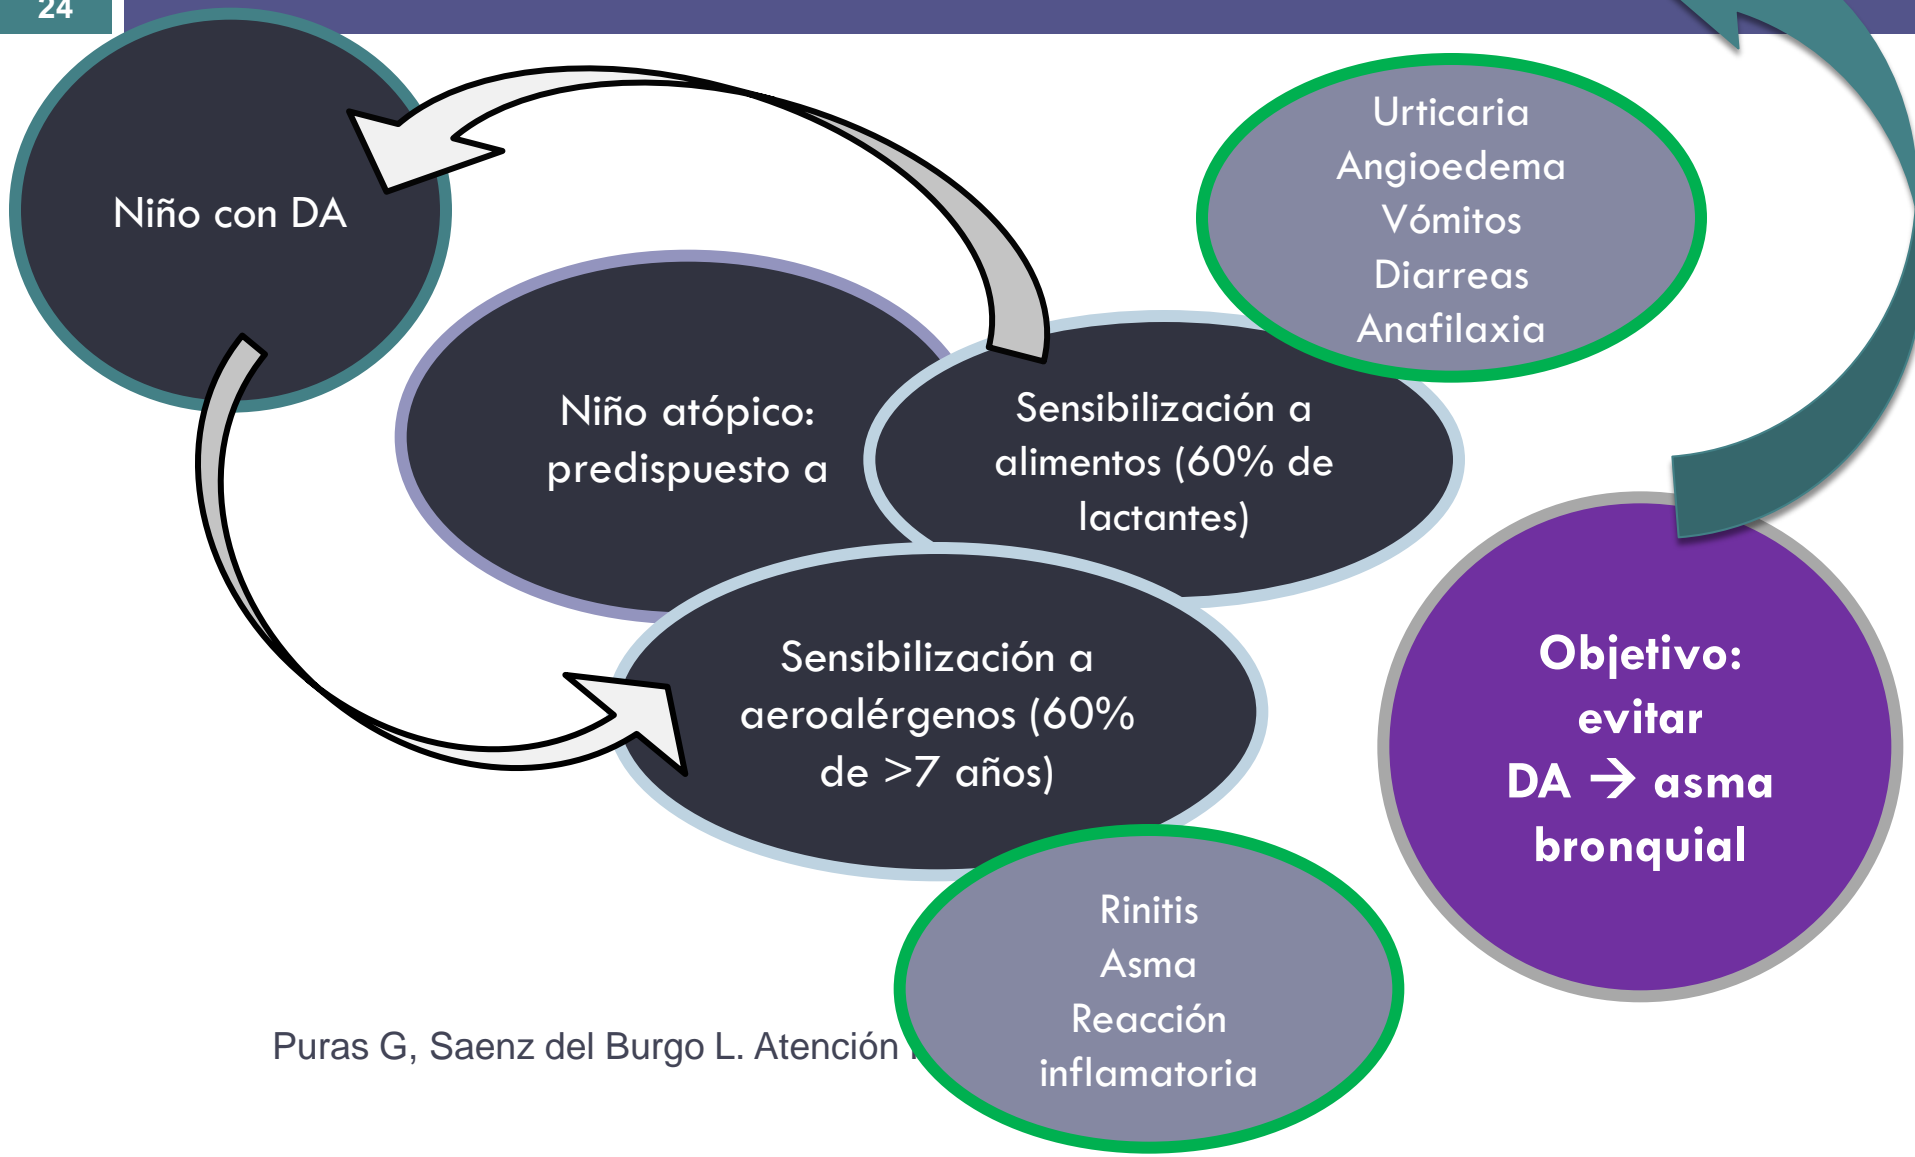 24
Niño con DA
Urticaria
Angioedema
Vómitos
Diarreas
Anafilaxia
Niño atópico:
predispuesto a
Sensibilización a
alimentos (60% de
lactantes)
Sensibilización a
aeroalérgenos (60%
de >7 años)
Objetivo:
evitar
DA → asma
bronquial
Rinitis
Asma
Reacción
inflamatoria
Puras G, Saenz del Burgo L. Atención